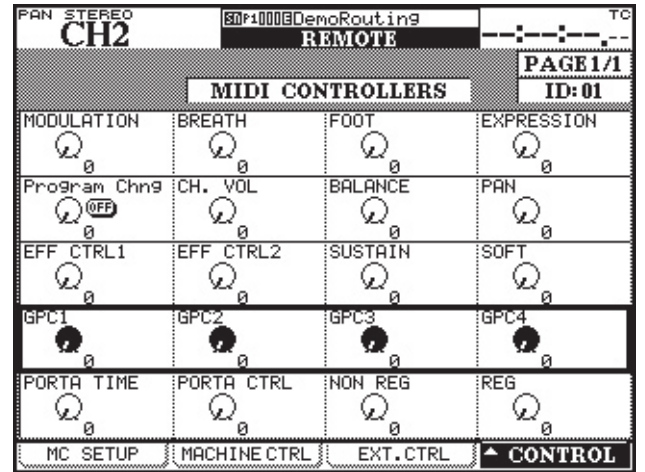 PAN STEREO
CH2
DemoRouting
REMOTE
TC
--:--:--.--
PAGE 1/1
MIDI CONTROLLERS
ID: 01
MODULATION BREATH FOOT EXPRESSION
0 0 0 0
Program Chng CH. VOL BALANCE PAN
OFF
0 0 0 0
EFF CTRL1 EFF CTRL2 SUSTAIN SOFT
0 0 0 0
GPC1 GPC2 GPC3 GPC4
0 0 0 0
PORTA TIME PORTA CTRL NON REG REG
0 0 0 0
MC SETUP MACHINE CTRL EXT.CTRL CONTROL